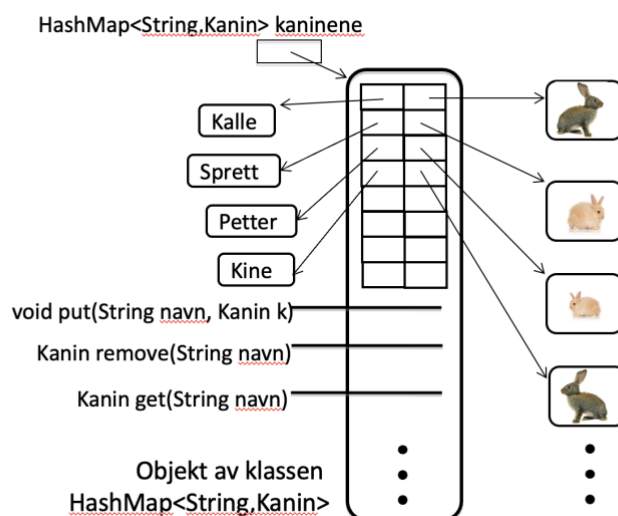 HashMap<String,Kanin> kaninene
Kalle
Sprett
Petter
Kine
void put(String navn, Kanin k)
Kanin remove(String navn)
Kanin get(String navn)
Objekt av klassen
HashMap<String,Kanin>